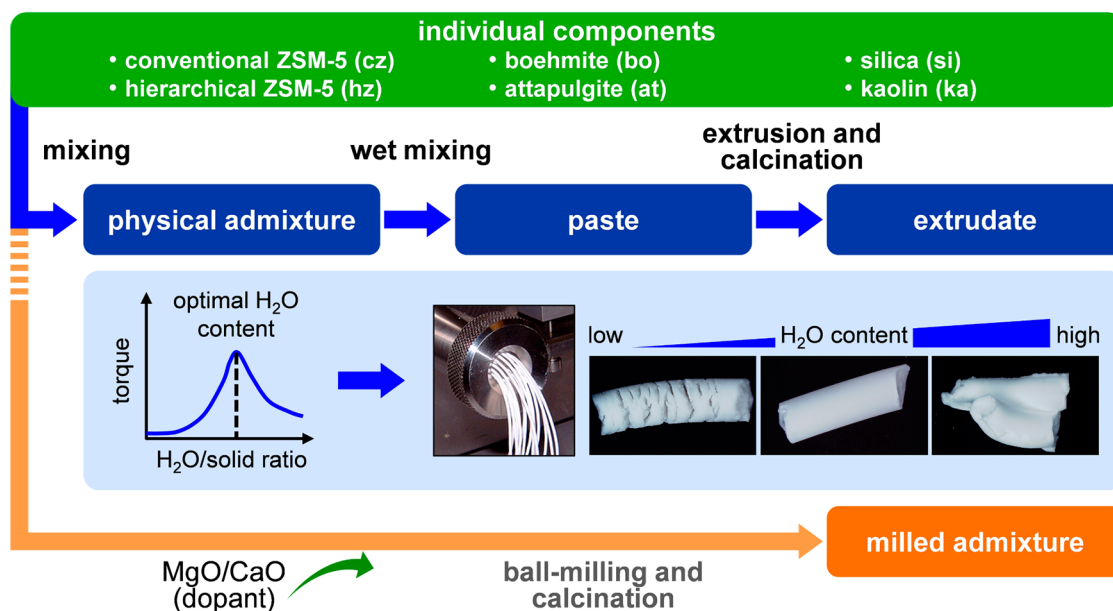 individual components
• conventional ZSM-5 (cz)
• hierarchical ZSM-5 (hz)
• boehmite (bo)
• attapulgite (at)
• silica (si)
• kaolin (ka)
mixing
wet mixing
extrusion and
calcination
physical admixture
paste
extrudate
optimal H₂O
content
torque
H₂O/solid ratio
low
H₂O content
high
milled admixture
MgO/CaO
(dopant)
ball-milling and
calcination